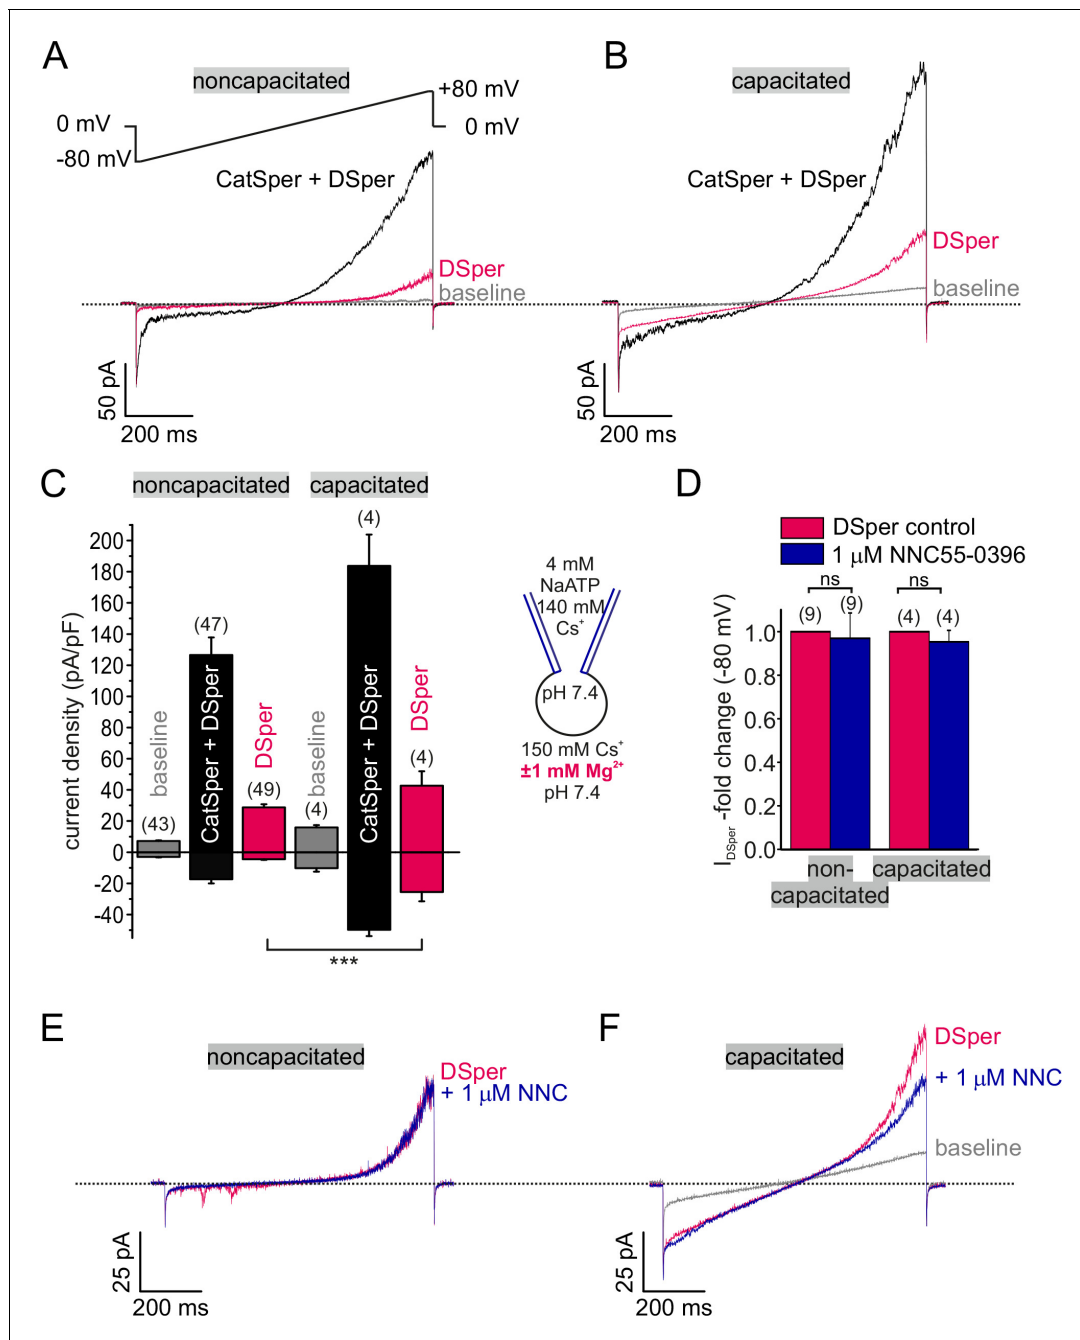 A
noncapacitated
0 mV
-80 mV
+80 mV
0 mV
CatSper + DSper
DSper
baseline
50 pA
200 ms
B
capacitated
CatSper + DSper
DSper
baseline
50 pA
200 ms
C
noncapacitated
capacitated
current density (pA/pF)
200
180
160
140
120
100
80
60
40
20
0
-20
-40
baseline
(43)
(47)
CatSper + DSper
DSper
(49)
baseline
(4)
(4)
CatSper + DSper
DSper
(4)
***
4 mM
NaATP
140 mM
Cs⁺
pH 7.4
150 mM Cs⁺
±1 mM Mg²⁺
pH 7.4
D
DSper control
1 µM NNC55-0396
ns
ns
(9)
(9)
(4)
(4)
I_DSper -fold change (-80 mV)
1.0
0.8
0.6
0.4
0.2
0.0
non-
capacitated
capacitated
E
noncapacitated
DSper
+ 1 µM NNC
25 pA
200 ms
F
capacitated
DSper
+ 1 µM NNC
baseline
25 pA
200 ms